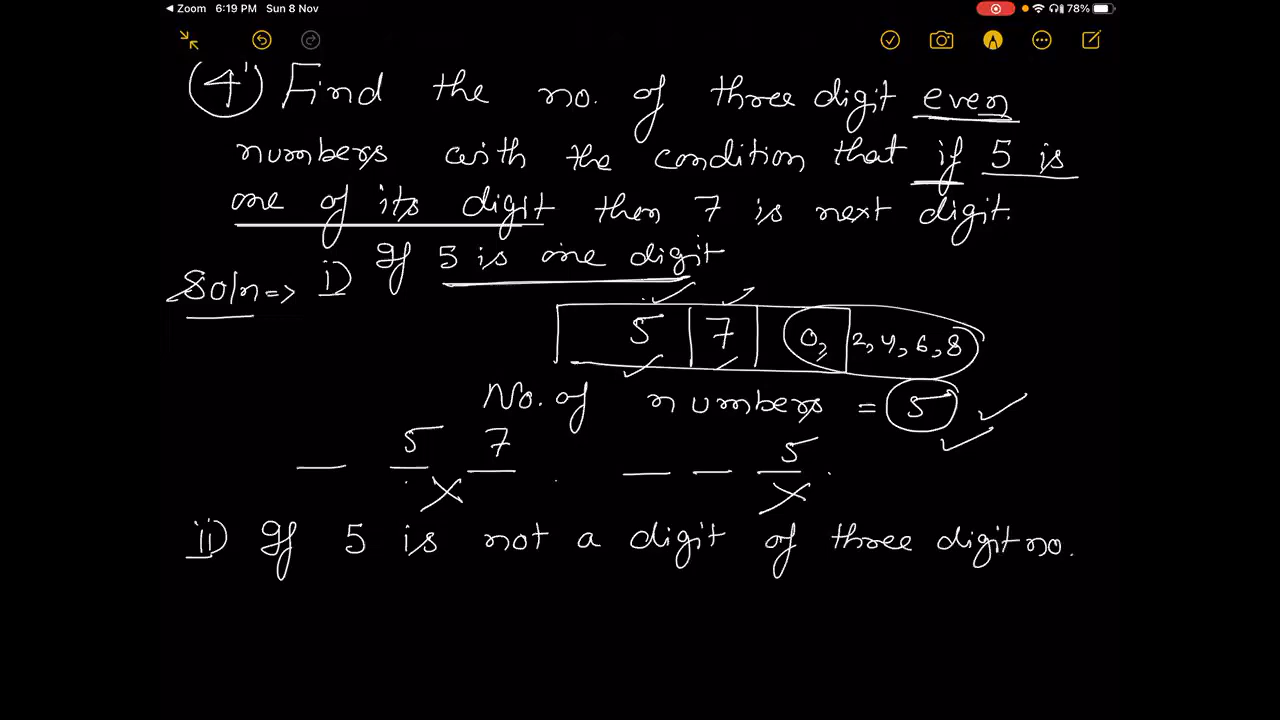 Zoom 6:19 PM Sun 8 Nov 78%
(4) Find the no. of three digit even
numbers with the condition that if 5 is
one of its digit then 7 is next digit.
Soln => i) If 5 is one digit
5 7 0, 2, 4, 6, 8
No. of numbers = 5
5 7 5
ii) If 5 is not a digit of three digit no.